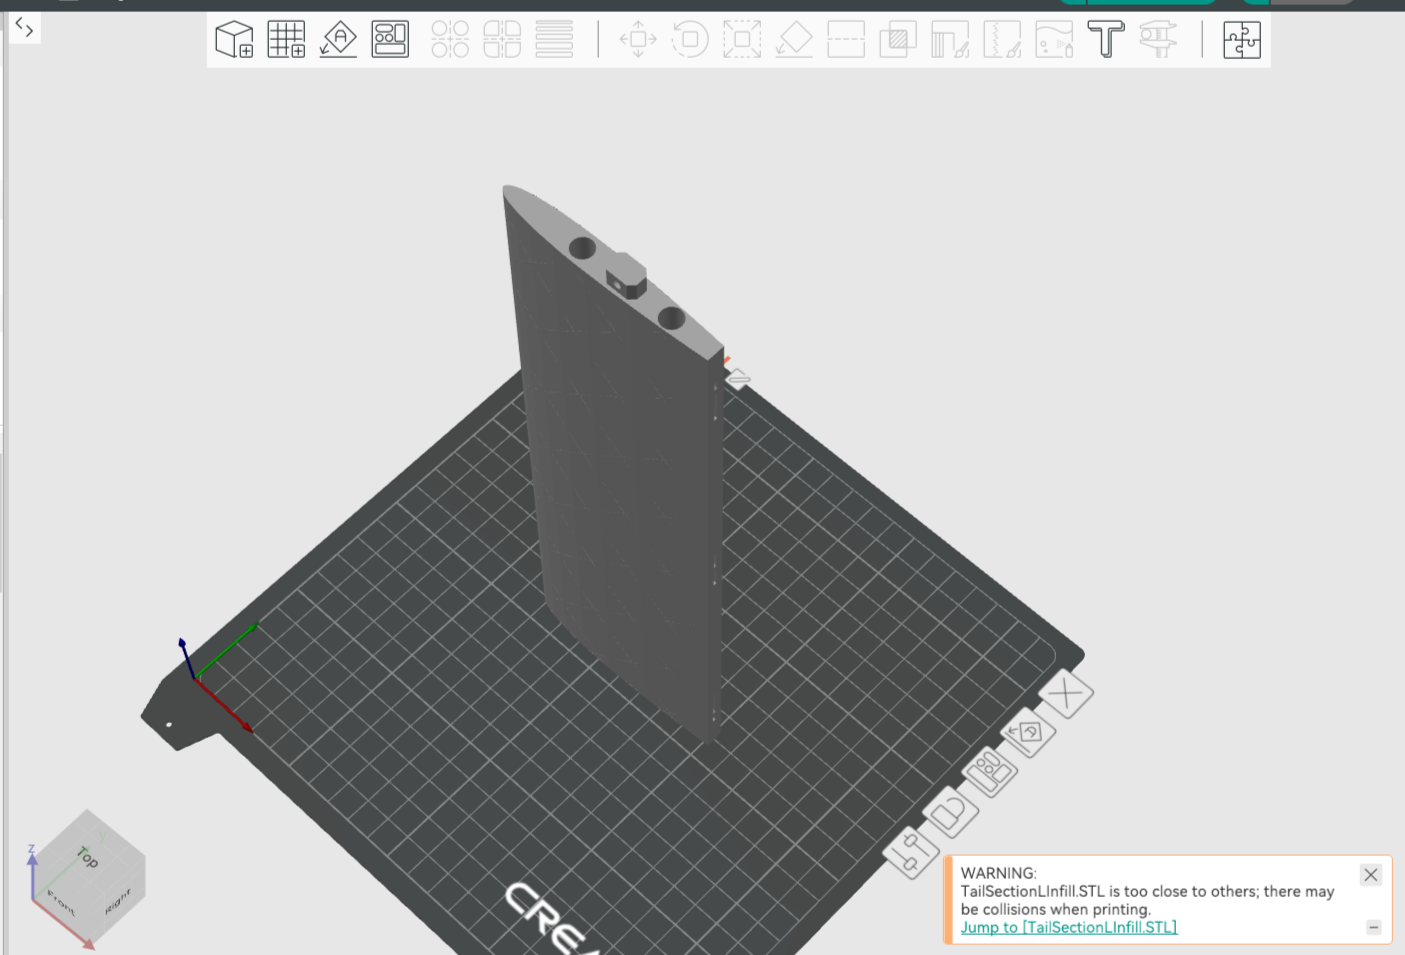 Top
Front
Right
Z
Y
CREA
WARNING:
TailSectionLInfill.STL is too close to others; there may
be collisions when printing.
Jump to [TailSectionLInfill.STL]